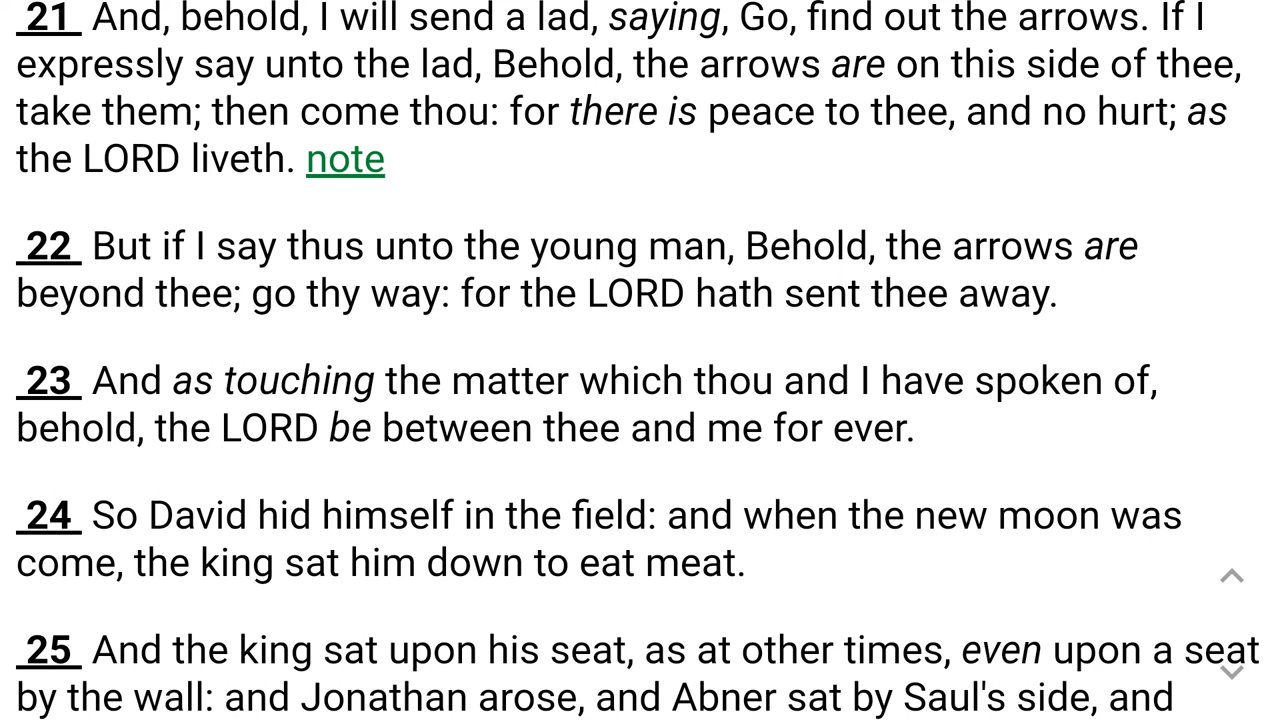 21 And, behold, I will send a lad, saying, Go, find out the arrows. If I
expressly say unto the lad, Behold, the arrows are on this side of thee,
take them; then come thou: for there is peace to thee, and no hurt; as
the LORD liveth. note
22 But if I say thus unto the young man, Behold, the arrows are
beyond thee; go thy way: for the LORD hath sent thee away.
23 And as touching the matter which thou and I have spoken of,
behold, the LORD be between thee and me for ever.
24 So David hid himself in the field: and when the new moon was
come, the king sat him down to eat meat.
25 And the king sat upon his seat, as at other times, even upon a seat
by the wall: and Jonathan arose, and Abner sat by Saul's side, and